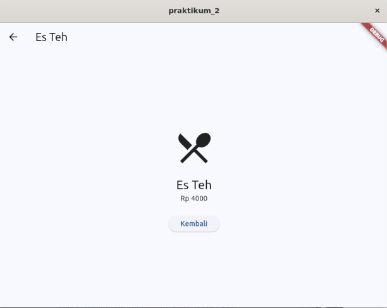 praktikum_2
×
Es Teh
DEBUG
Es Teh
Rp 4000
Kembali